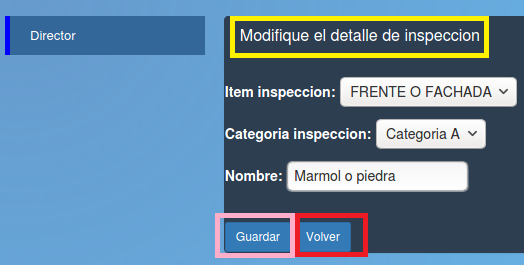 Director
Modifique el detalle de inspeccion
Item inspeccion: FRENTE O FACHADA
Categoria inspeccion: Categoria A
Nombre: Marmol o piedra
Guardar Volver